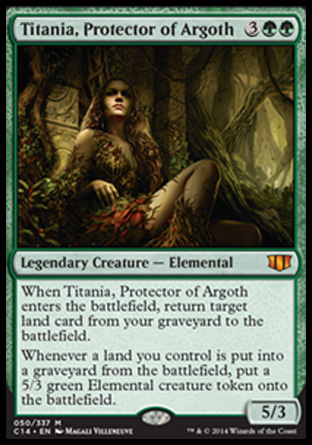 Titania, Protector of Argoth 3
Legendary Creature — Elemental
When Titania, Protector of Argoth
enters the battlefield, return target
land card from your graveyard to the
battlefield.
Whenever a land you control is put into
a graveyard from the battlefield, put a
5/3 green Elemental creature token onto
the battlefield.
5/3
050/337 M
C14 • EN Magali Villeneuve
™ & © 2014 Wizards of the Coast